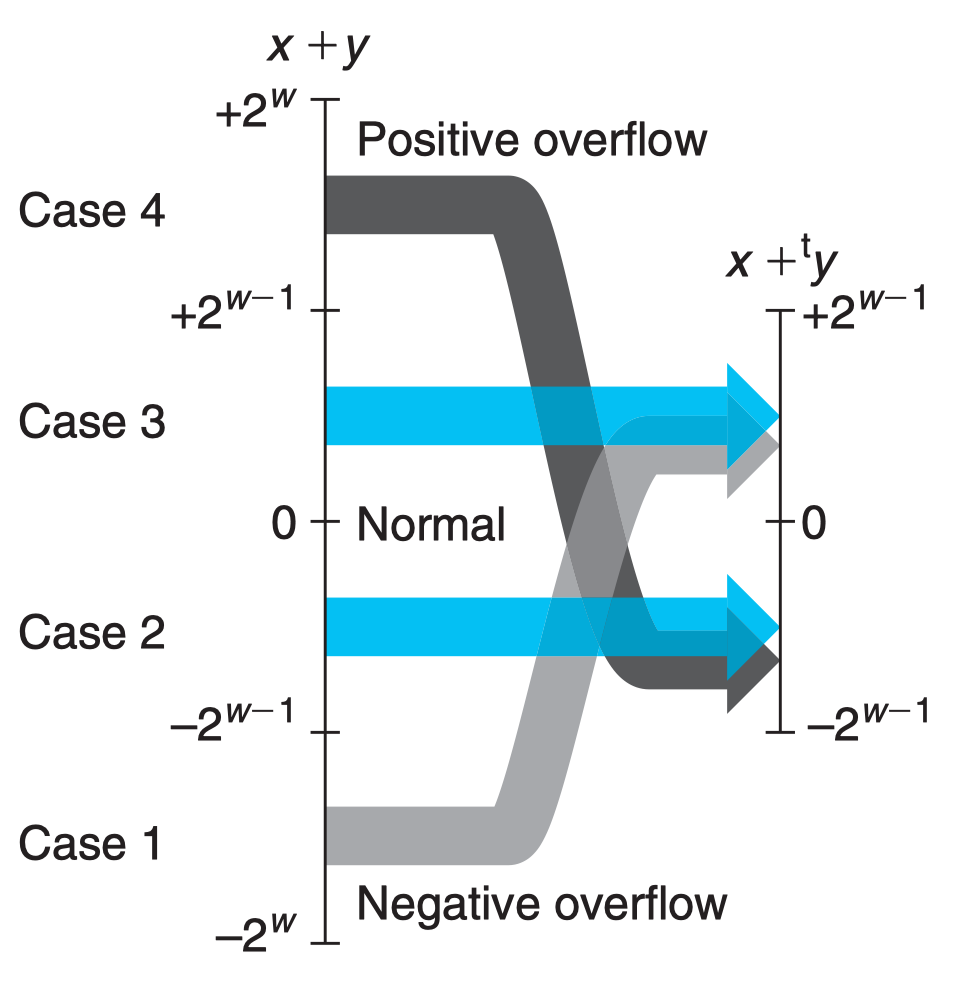 x + y
+2^w
Positive overflow
Case 4
x +^t y
+2^{w–1}
+2^{w–1}
Case 3
0
Normal
0
Case 2
–2^{w–1}
–2^{w–1}
Case 1
Negative overflow
–2^w